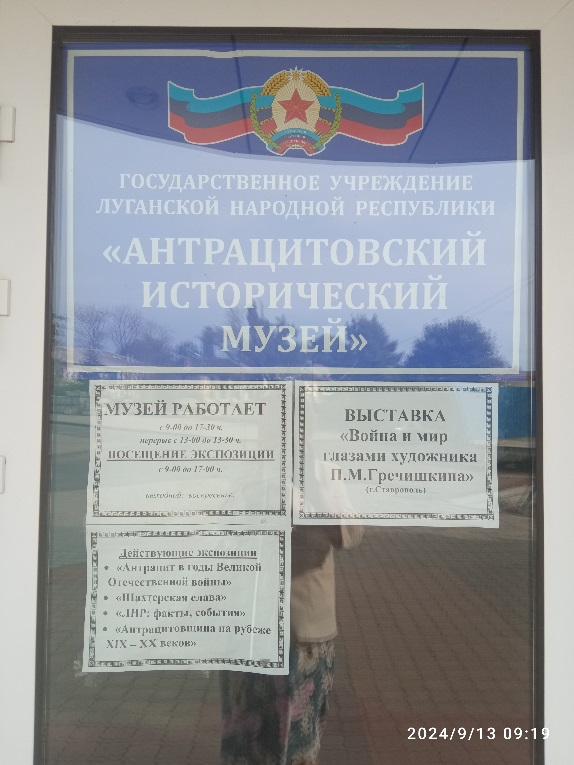 ГОСУДАРСТВЕННОЕ УЧРЕЖДЕНИЕ
ЛУГАНСКОЙ НАРОДНОЙ РЕСПУБЛИКИ
«АНТРАЦИТОВСКИЙ
ИСТОРИЧЕСКИЙ
МУЗЕЙ»
МУЗЕЙ РАБОТАЕТ
с 9-00 до 17-30 ч.
перерыв с 13-00 до 13-30 ч.
ПОСЕЩЕНИЕ ЭКСПОЗИЦИИ
с 9-00 до 17-00 ч.
выходной: воскресенье.
ВЫСТАВКА
«Война и мир
глазами художника
П.М.Гречишкина»
(г.Ставрополь)
Действующие экспозиции
• «Антрацит в годы Великой
Отечественной войны»
• «Шахтерская слава»
• «ЛНР: факты, события»
• «Антрацитовщина на рубеже
XIX – XX веков»
2024/9/13 09:19